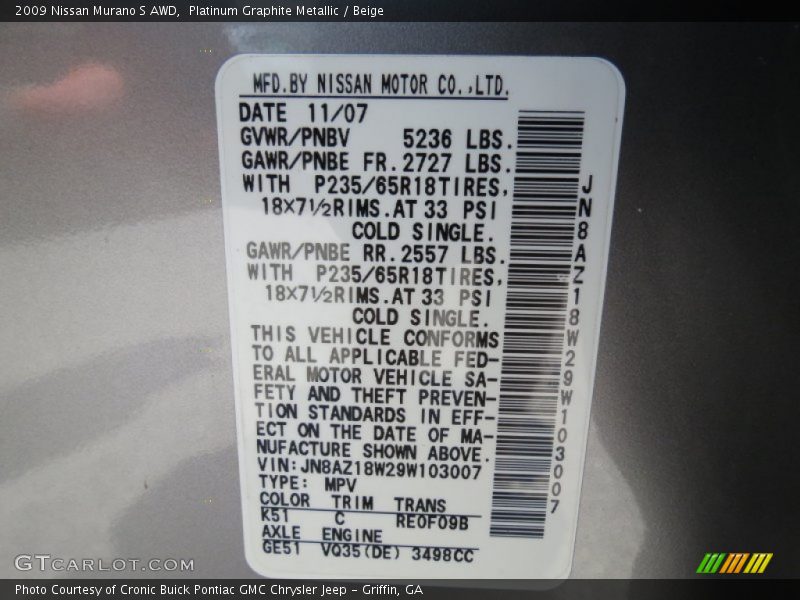 2009 Nissan Murano S AWD,  Platinum Graphite Metallic / Beige
MFD.BY NISSAN MOTOR CO.,LTD.
DATE 11/07
GVWR/PNBV 5236 LBS.
GAWR/PNBE FR.2727 LBS.
WITH P235/65R18TIRES,
18×7½RIMS.AT 33 PSI
COLD SINGLE.
GAWR/PNBE RR.2557 LBS.
WITH P235/65R18TIRES,
18×7½RIMS.AT 33 PSI
COLD SINGLE.
THIS VEHICLE CONFORMS
TO ALL APPLICABLE FED-
ERAL MOTOR VEHICLE SA-
FETY AND THEFT PREVEN-
TION STANDARDS IN EFF-
ECT ON THE DATE OF MA-
NUFACTURE SHOWN ABOVE.
VIN:JN8AZ18W29W103007
TYPE: MPV
COLOR TRIM TRANS
K51 C RE0F09B
AXLE ENGINE
GE51 VQ35(DE) 3498CC
JN8AZ18W29W103007
GTCARLOT.COM
Photo Courtesy of Cronic Buick Pontiac GMC Chrysler Jeep - Griffin, GA